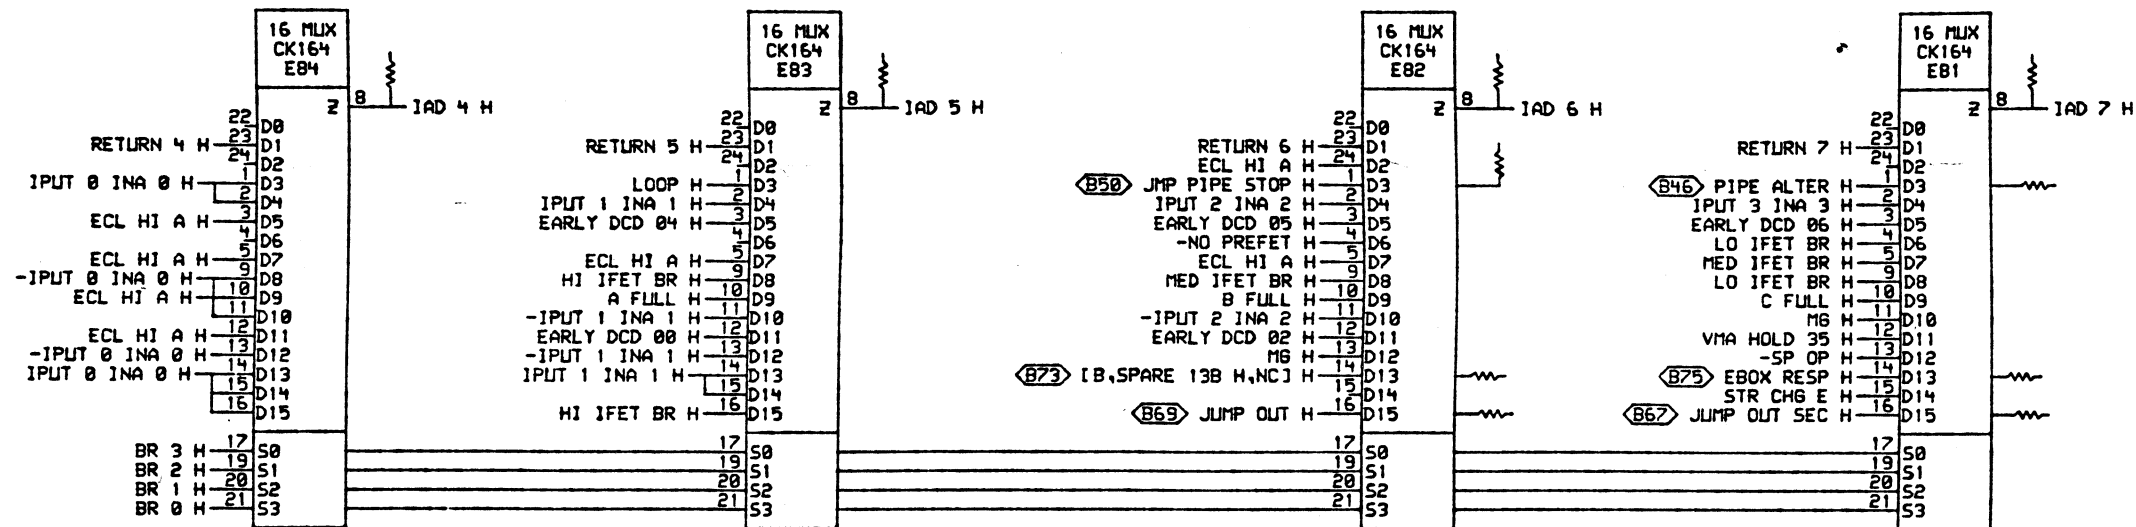 16 MUX
CK164
E84
Z 8 IAD 4 H
22 D0
RETURN 4 H 23 D1
24 D2
IPUT 0 INA 0 H 1 D3
2 D4
ECL HI A H 3 D5
4 D6
ECL HI A H 5 D7
-IPUT 0 INA 0 H 9 D8
ECL HI A H 10 D9
11 D10
ECL HI A H 12 D11
-IPUT 0 INA 0 H 13 D12
IPUT 0 INA 0 H 14 D13
15 D14
16 D15
BR 3 H 17 S0
BR 2 H 19 S1
BR 1 H 20 S2
BR 0 H 21 S3
16 MUX
CK164
E83
Z 8 IAD 5 H
22 D0
RETURN 5 H 23 D1
24 D2
LOOP H 1 D3
IPUT 1 INA 1 H 2 D4
EARLY DCD 04 H 3 D5
4 D6
ECL HI A H 5 D7
HI IFET BR H 9 D8
A FULL H 10 D9
-IPUT 1 INA 1 H 11 D10
EARLY DCD 00 H 12 D11
-IPUT 1 INA 1 H 13 D12
IPUT 1 INA 1 H 14 D13
15 D14
HI IFET BR H 16 D15
17 S0
19 S1
20 S2
21 S3
16 MUX
CK164
E82
Z 8 IAD 6 H
22 D0
RETURN 6 H 23 D1
ECL HI A H 24 D2
B50 JMP PIPE STOP H 1 D3
IPUT 2 INA 2 H 2 D4
EARLY DCD 05 H 3 D5
-NO PREFET H 4 D6
ECL HI A H 5 D7
MED IFET BR H 9 D8
B FULL H 10 D9
-IPUT 2 INA 2 H 11 D10
EARLY DCD 02 H 12 D11
MG H 13 D12
B73 [B,SPARE 13B H,NC] H 14 D13
15 D14
B69 JUMP OUT H 16 D15
17 S0
19 S1
20 S2
21 S3
16 MUX
CK164
E81
Z 8 IAD 7 H
22 D0
RETURN 7 H 23 D1
24 D2
B46 PIPE ALTER H 1 D3
IPUT 3 INA 3 H 2 D4
EARLY DCD 06 H 3 D5
LO IFET BR H 4 D6
MED IFET BR H 5 D7
LO IFET BR H 9 D8
C FULL H 10 D9
MG H 11 D10
VMA HOLD 35 H 12 D11
-SP OP H 13 D12
B75 EBOX RESP H 14 D13
STR CHG E H 15 D14
B67 JUMP OUT SEC H 16 D15
17 S0
19 S1
20 S2
21 S3